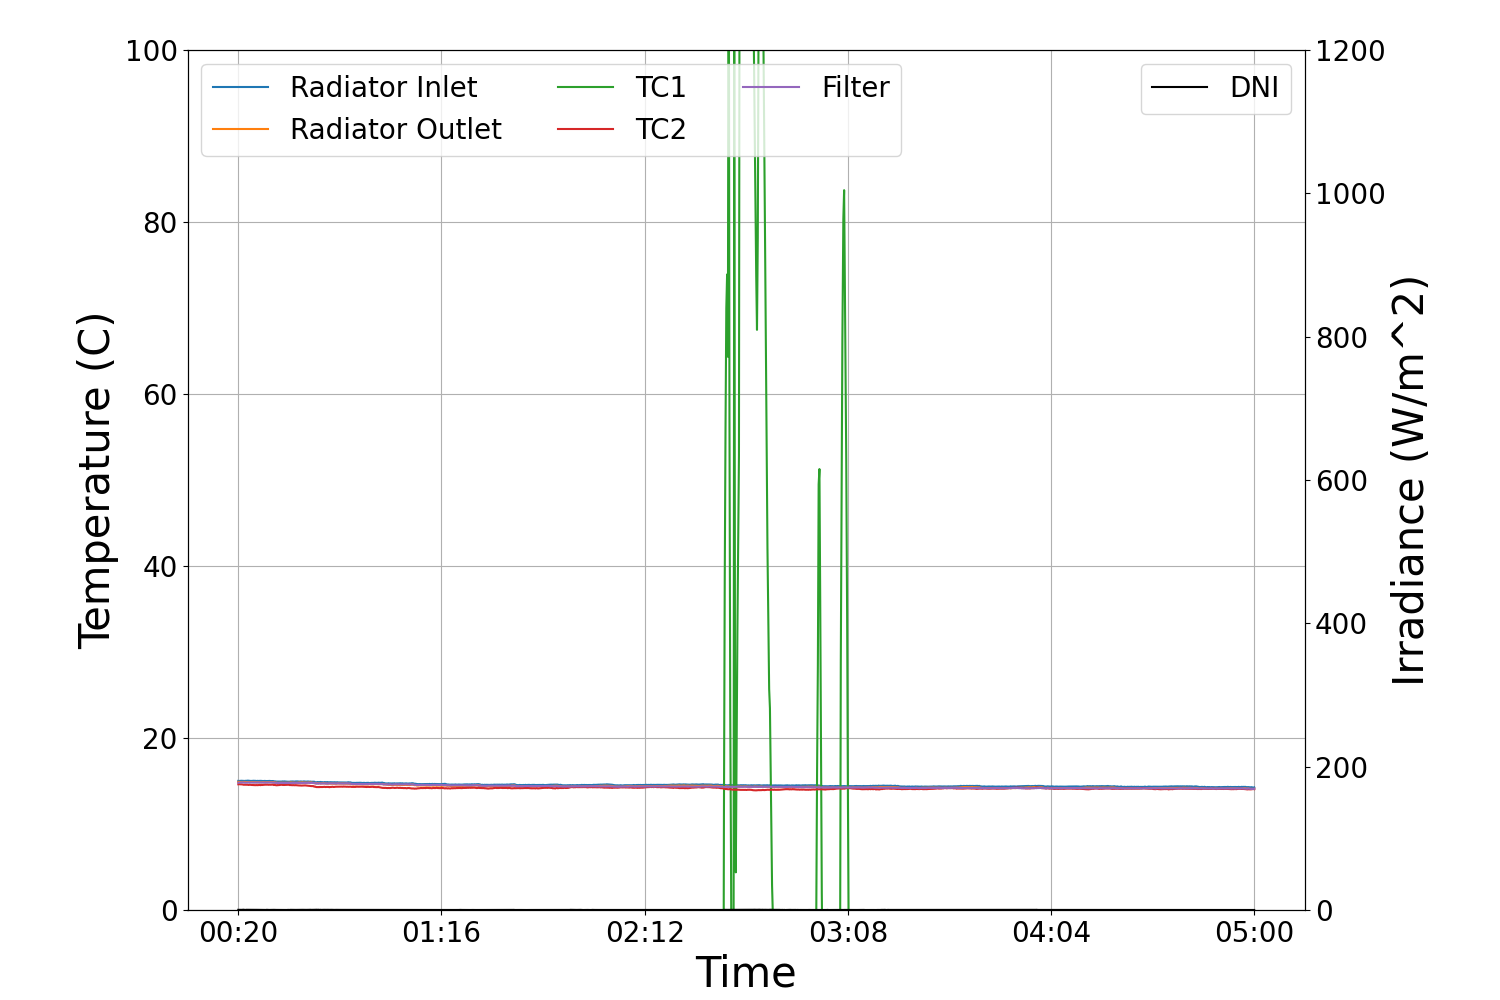 100
80
60
40
20
0
Temperature (C)
Radiator Inlet
Radiator Outlet
TC1
TC2
Filter
DNI
1200
1000
800
600
400
200
0
Irradiance (W/m^2)
00:20 01:16 02:12 03:08 04:04 05:00
Time